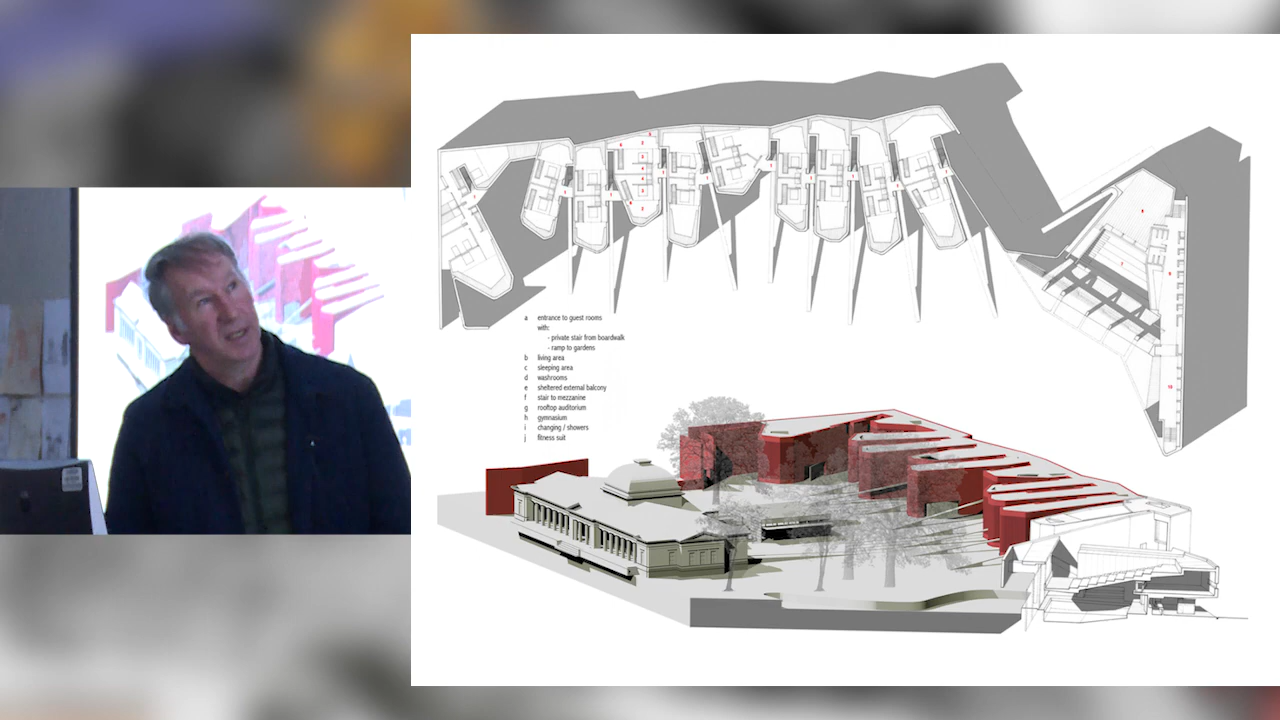 a entrance to guest rooms
with:
- private stair from boardwalk
- ramp to gardens
b living area
c sleeping area
d washrooms
e sheltered external balcony
f stair to mezzanine
g rooftop auditorium
h gymnasium
i changing / showers
j fitness suit